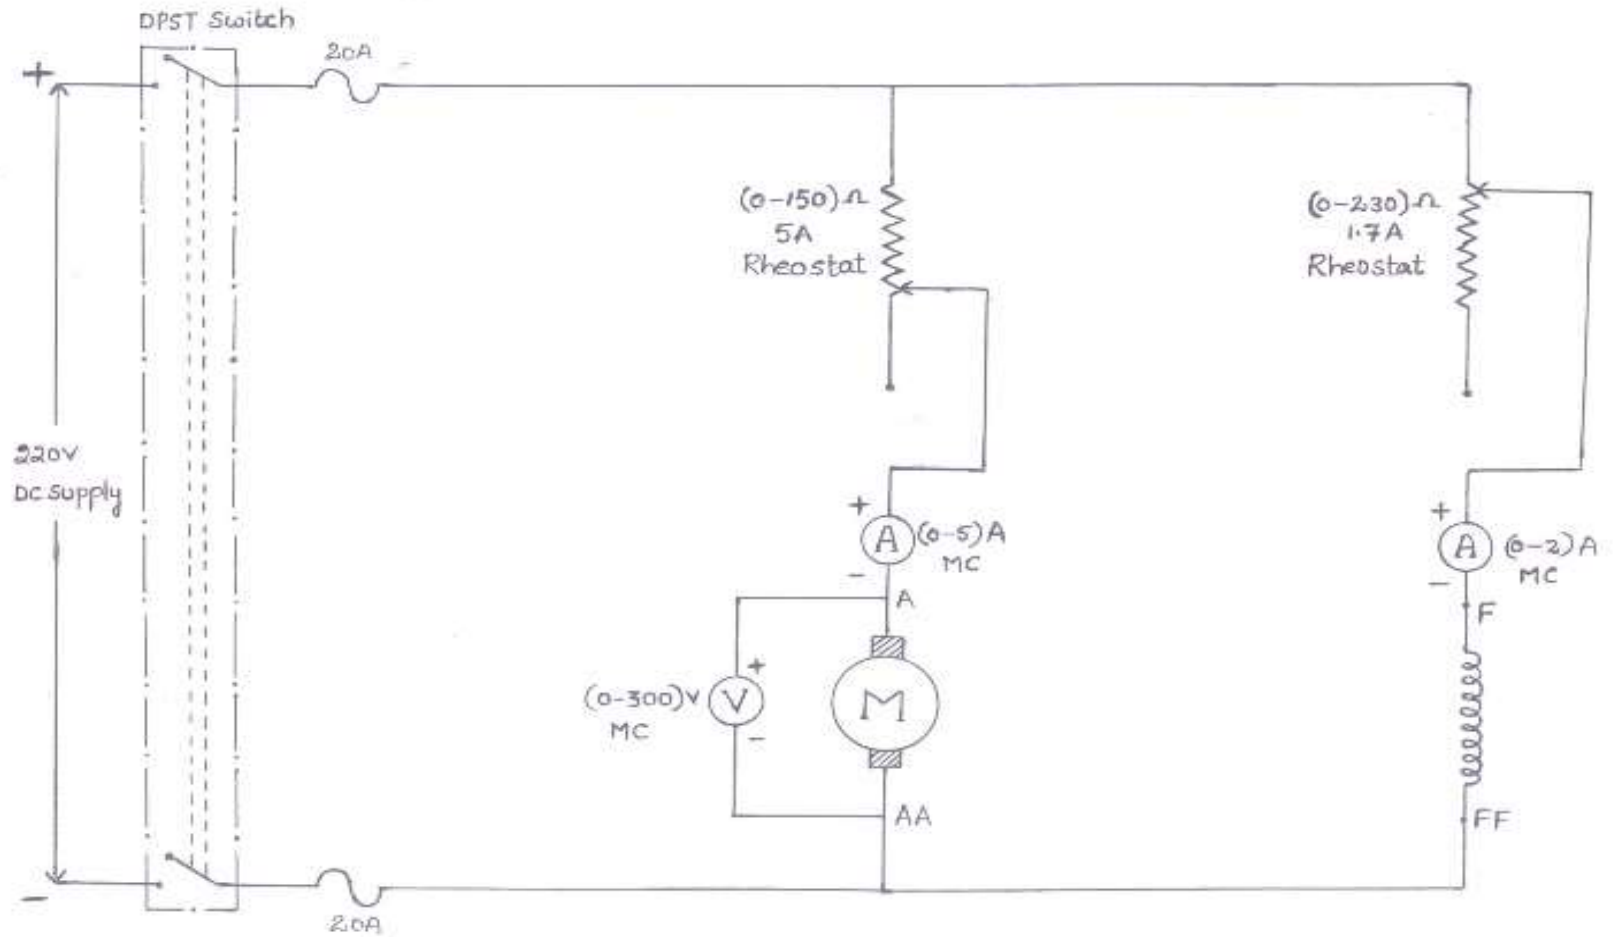 DPST Switch
20A
+
(0-150)Ω
5A
Rheostat
(0-230)Ω
1.7A
Rheostat
220V
DC Supply
+
A
(0-5)A
MC
-
+
A
(0-2)A
MC
-
A
F
+
(0-300)V
MC
V
-
M
AA
FF
-
20A